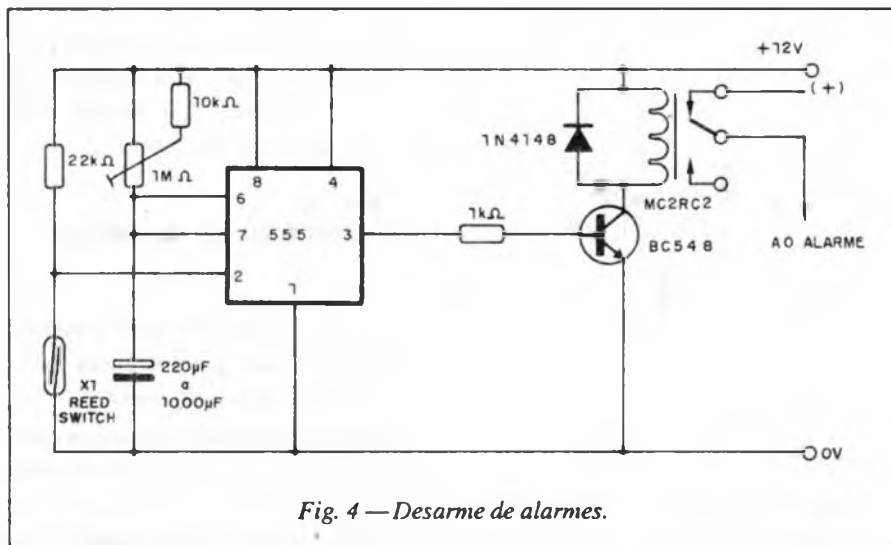 +12V
(+)
10kΩ
22kΩ
1MΩ
1N4148
8
4
6
7
555
3
2
1
1kΩ
MC2RC2
BC548
AO ALARME
X1
REED
SWITCH
220µF
a
1000µF
0V
Fig. 4 — Desarme de alarmes.